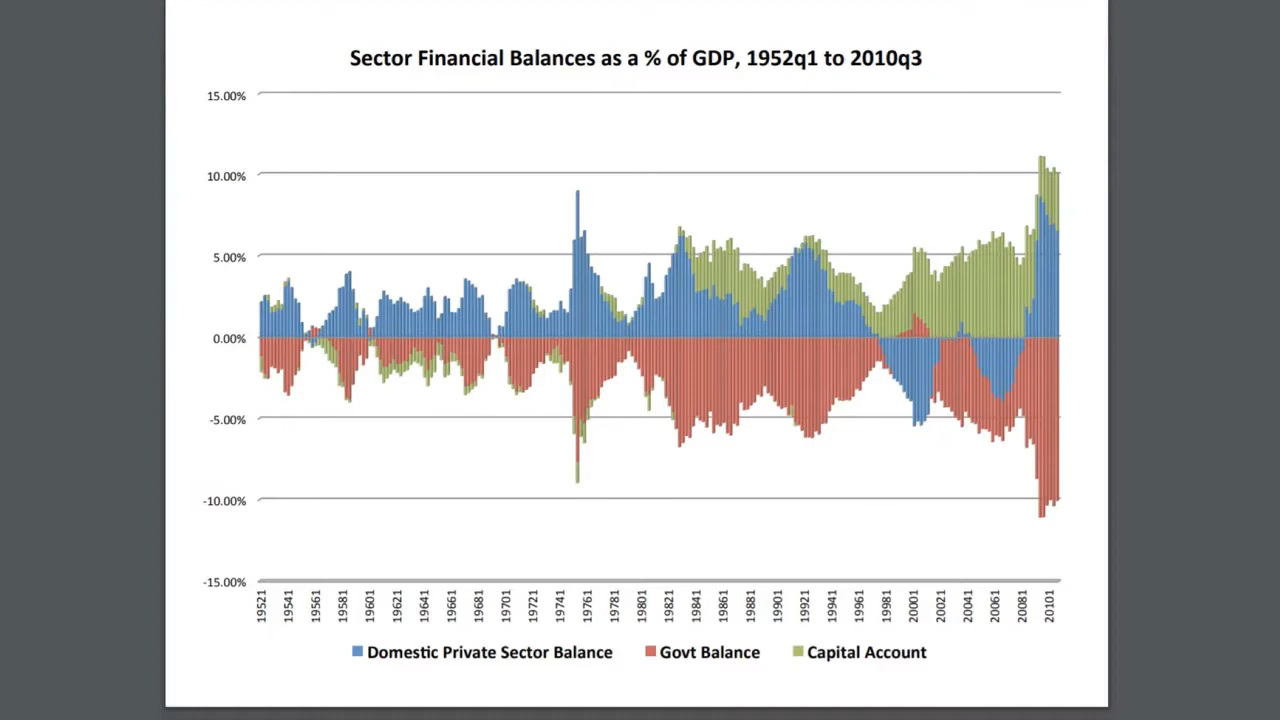 Sector Financial Balances as a % of GDP, 1952q1 to 2010q3
15.00%
10.00%
5.00%
0.00%
-5.00%
-10.00%
-15.00%
19521 19541 19561 19581 19601 19621 19641 19661 19681 19701 19721 19741 19761 19781 19801 19821 19841 19861 19881 19901 19921 19941 19961 19981 20001 20021 20041 20061 20081 20101
Domestic Private Sector Balance Govt Balance Capital Account